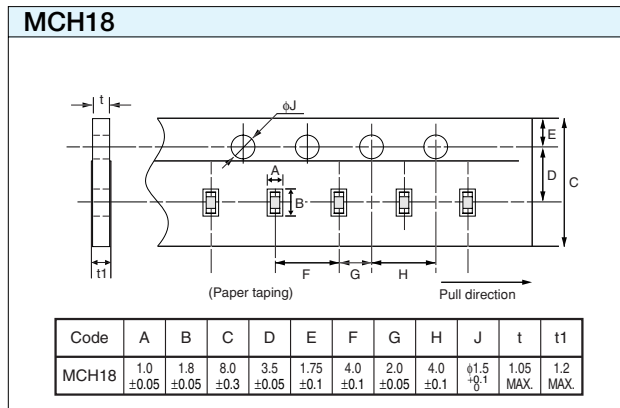 MCH18
t
ϕJ
A
E
D
C
B
t1
F
G
H
(Paper taping)
Pull direction
Code A B C D E F G H J t t1
MCH18 1.0 ±0.05 1.8 ±0.05 8.0 ±0.3 3.5 ±0.05 1.75 ±0.1 4.0 ±0.1 2.0 ±0.05 4.0 ±0.1 ϕ1.5 +0.1 0 1.05 MAX. 1.2 MAX.